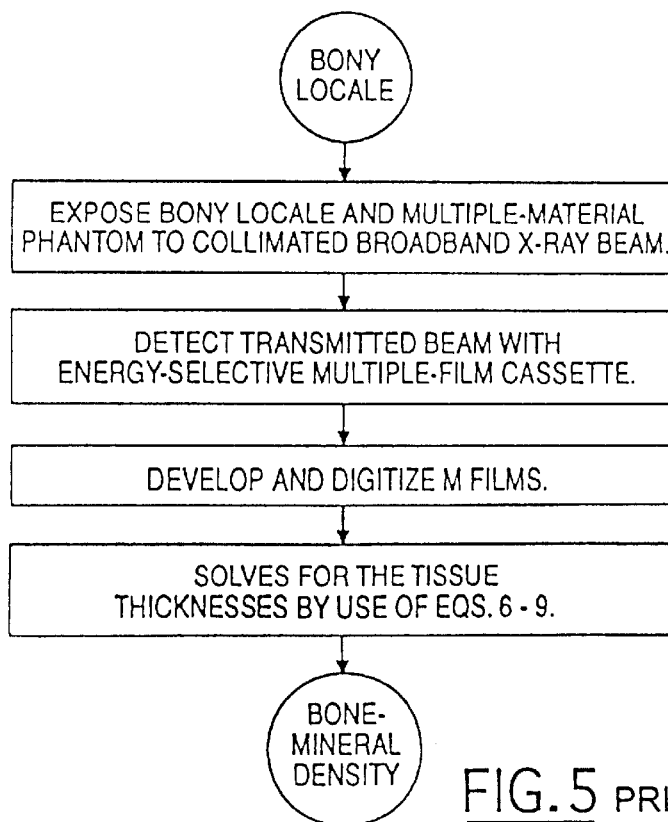 BONY
LOCALE
EXPOSE BONY LOCALE AND MULTIPLE-MATERIAL
PHANTOM TO COLLIMATED BROADBAND X-RAY BEAM.
DETECT TRANSMITTED BEAM WITH
ENERGY-SELECTIVE MULTIPLE-FILM CASSETTE.
DEVELOP AND DIGITIZE M FILMS.
SOLVES FOR THE TISSUE
THICKNESSES BY USE OF EQS. 6 - 9.
BONE-
MINERAL
DENSITY
FIG. 5 PRI